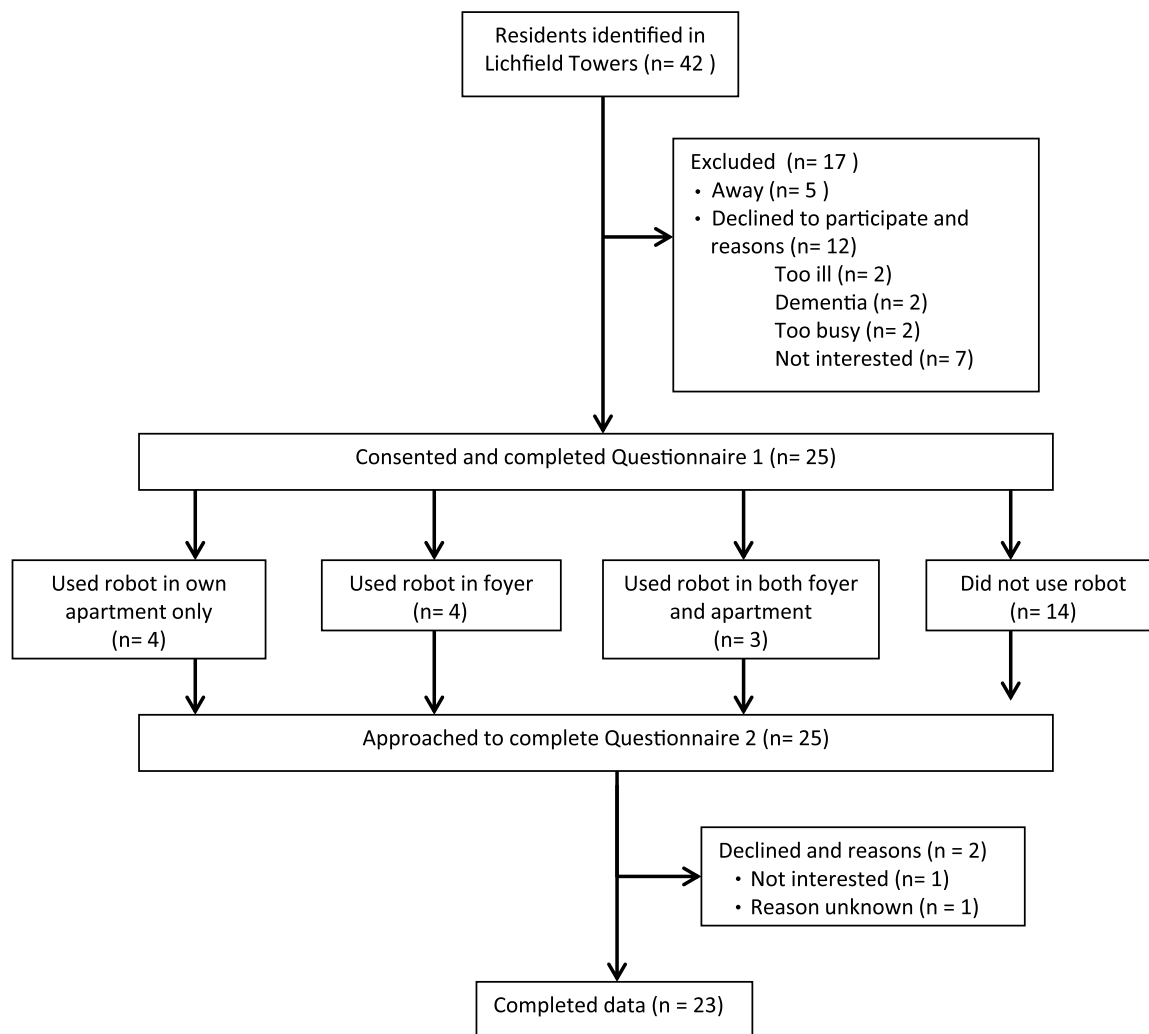 Residents identified in
Lichfield Towers (n= 42 )
Excluded  (n= 17 )
• Away (n= 5 )
• Declined to participate and
reasons (n= 12)
Too ill (n= 2)
Dementia (n= 2)
Too busy (n= 2)
Not interested (n= 7)
Consented and completed Questionnaire 1 (n= 25)
Used robot in own
apartment only
(n= 4)
Used robot in foyer
(n= 4)
Used robot in both foyer
and apartment
(n= 3)
Did not use robot
(n= 14)
Approached to complete Questionnaire 2 (n= 25)
Declined and reasons (n = 2)
• Not interested (n= 1)
• Reason unknown (n = 1)
Completed data (n = 23)